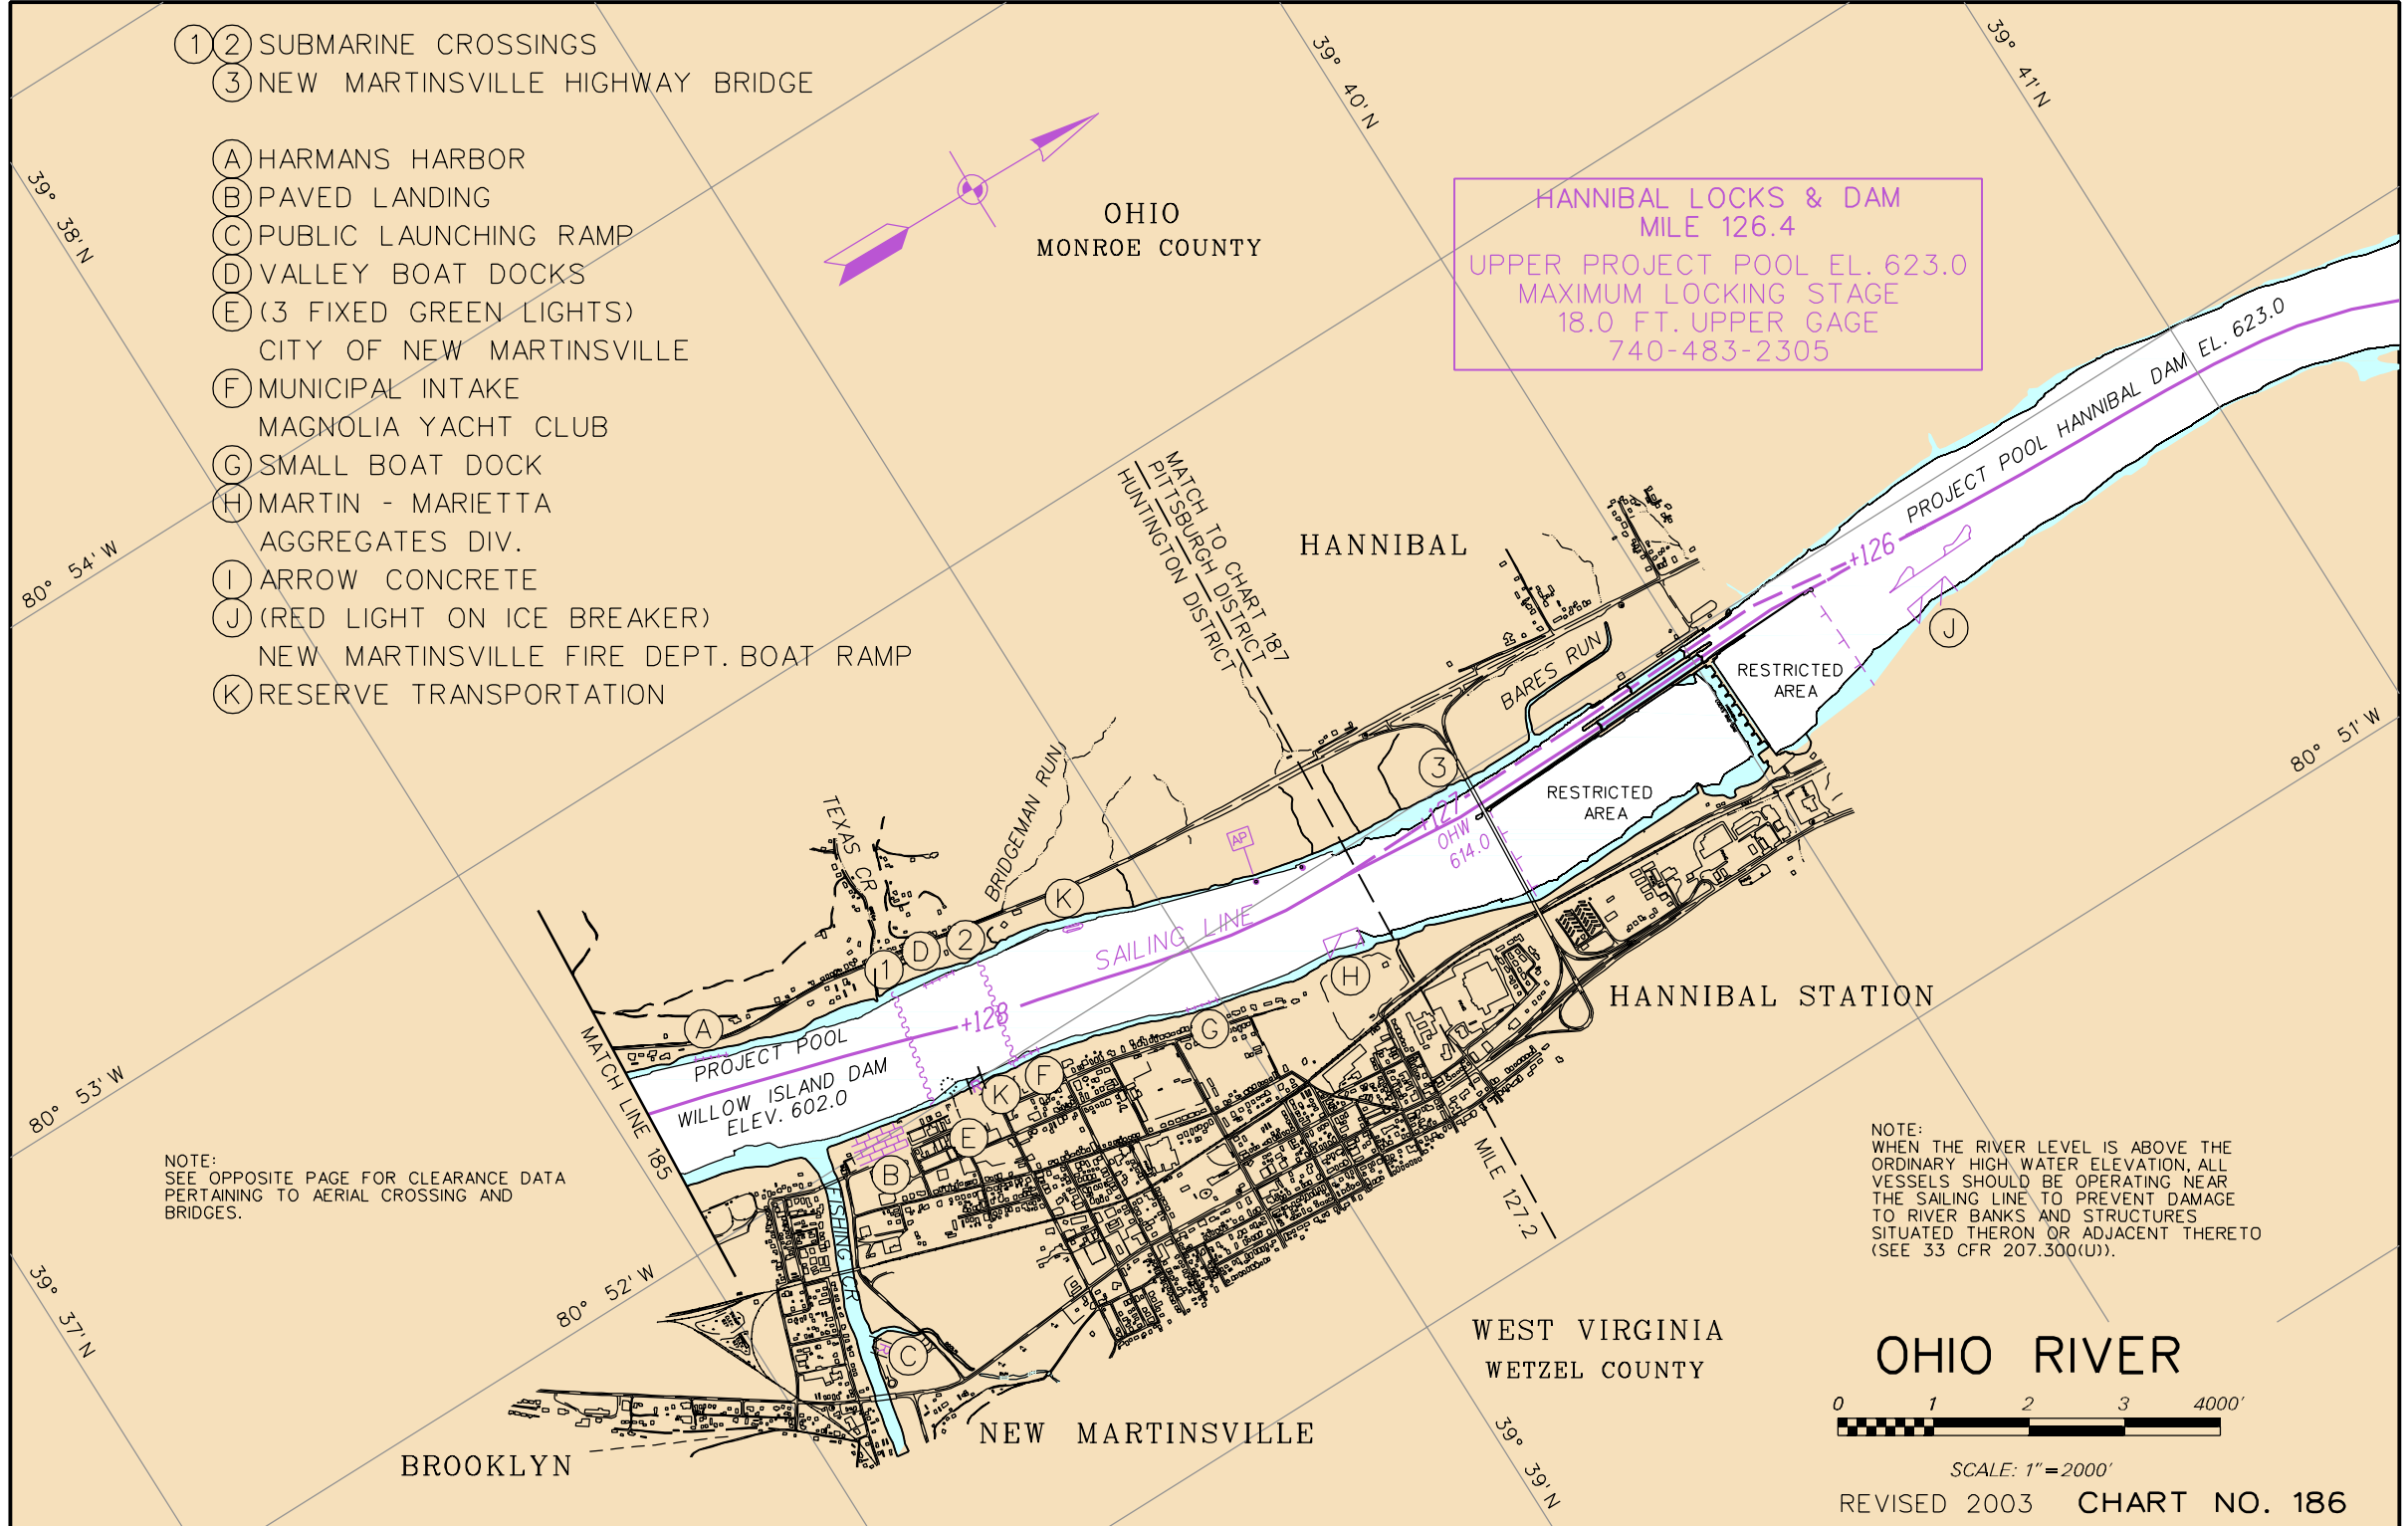 1 2 SUBMARINE CROSSINGS
3 NEW MARTINSVILLE HIGHWAY BRIDGE
A HARMANS HARBOR
B PAVED LANDING
C PUBLIC LAUNCHING RAMP
D VALLEY BOAT DOCKS
E (3 FIXED GREEN LIGHTS)
CITY OF NEW MARTINSVILLE
F MUNICIPAL INTAKE
MAGNOLIA YACHT CLUB
G SMALL BOAT DOCK
H MARTIN - MARIETTA
AGGREGATES DIV.
I ARROW CONCRETE
J (RED LIGHT ON ICE BREAKER)
NEW MARTINSVILLE FIRE DEPT. BOAT RAMP
K RESERVE TRANSPORTATION
39° 38' N
39° 40' N
39° 41' N
OHIO
MONROE COUNTY
HANNIBAL LOCKS & DAM
MILE 126.4
UPPER PROJECT POOL EL. 623.0
MAXIMUM LOCKING STAGE
18.0 FT. UPPER GAGE
740-483-2305
PROJECT POOL HANNIBAL DAM EL. 623.0
80° 54' W
MATCH TO CHART 187
PITTSBURGH DISTRICT
HUNTINGTON DISTRICT
HANNIBAL
+126
J
BARES RUN
RESTRICTED
AREA
RESTRICTED
AREA
80° 51' W
3
+127
OHW
614.0
BRIDGEMAN RUN
TEXAS CR
AP
K
2
D
1
I
A
SAILING LINE
+128
H
G
HANNIBAL STATION
PROJECT POOL
WILLOW ISLAND DAM
ELEV. 602.0
MATCH LINE 185
F
K
E
B
C
FISHING CR
MILE 127.2
80° 53' W
80° 52' W
39° 37' N
39° 39' N
NOTE:
SEE OPPOSITE PAGE FOR CLEARANCE DATA
PERTAINING TO AERIAL CROSSING AND
BRIDGES.
NOTE:
WHEN THE RIVER LEVEL IS ABOVE THE
ORDINARY HIGH WATER ELEVATION, ALL
VESSELS SHOULD BE OPERATING NEAR
THE SAILING LINE TO PREVENT DAMAGE
TO RIVER BANKS AND STRUCTURES
SITUATED THERON OR ADJACENT THERETO
(SEE 33 CFR 207.300(U)).
WEST VIRGINIA
WETZEL COUNTY
NEW MARTINSVILLE
BROOKLYN
OHIO RIVER
0 1 2 3 4000'
SCALE: 1"=2000'
REVISED 2003 CHART NO. 186